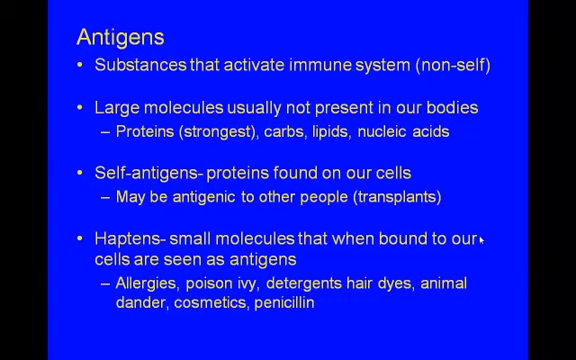 Antigens
• Substances that activate immune system (non-self)
• Large molecules usually not present in our bodies
– Proteins (strongest), carbs, lipids, nucleic acids
• Self-antigens- proteins found on our cells
– May be antigenic to other people (transplants)
• Haptens- small molecules that when bound to our
cells are seen as antigens
– Allergies, poison ivy, detergents hair dyes, animal
dander, cosmetics, penicillin